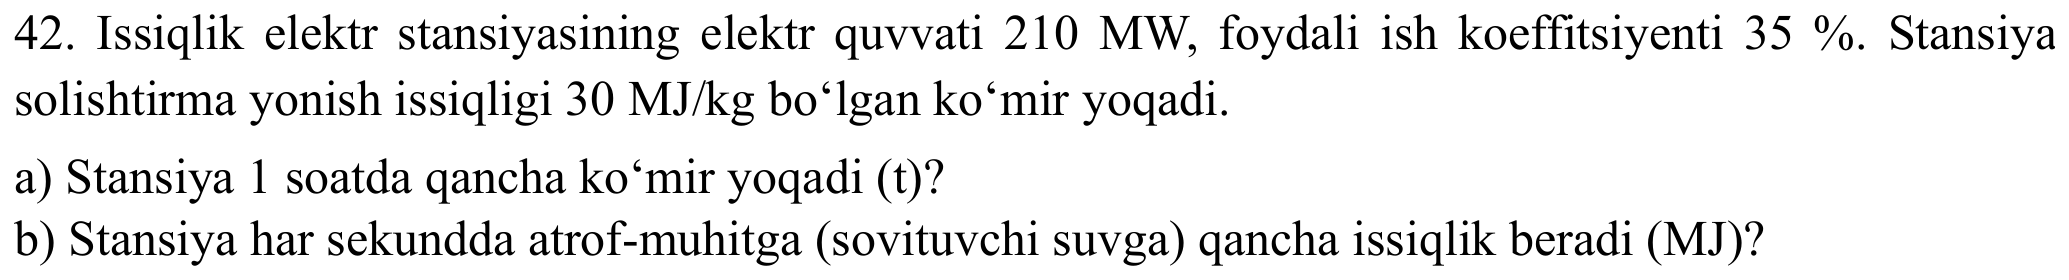 42. Issiqlik elektr stansiyasining elektr quvvati 210 MW, foydali ish koeffitsiyenti 35 %. Stansiya
solishtirma yonish issiqligi 30 MJ/kg bo‘lgan ko‘mir yoqadi.
a) Stansiya 1 soatda qancha ko‘mir yoqadi (t)?
b) Stansiya har sekundda atrof-muhitga (sovituvchi suvga) qancha issiqlik beradi (MJ)?